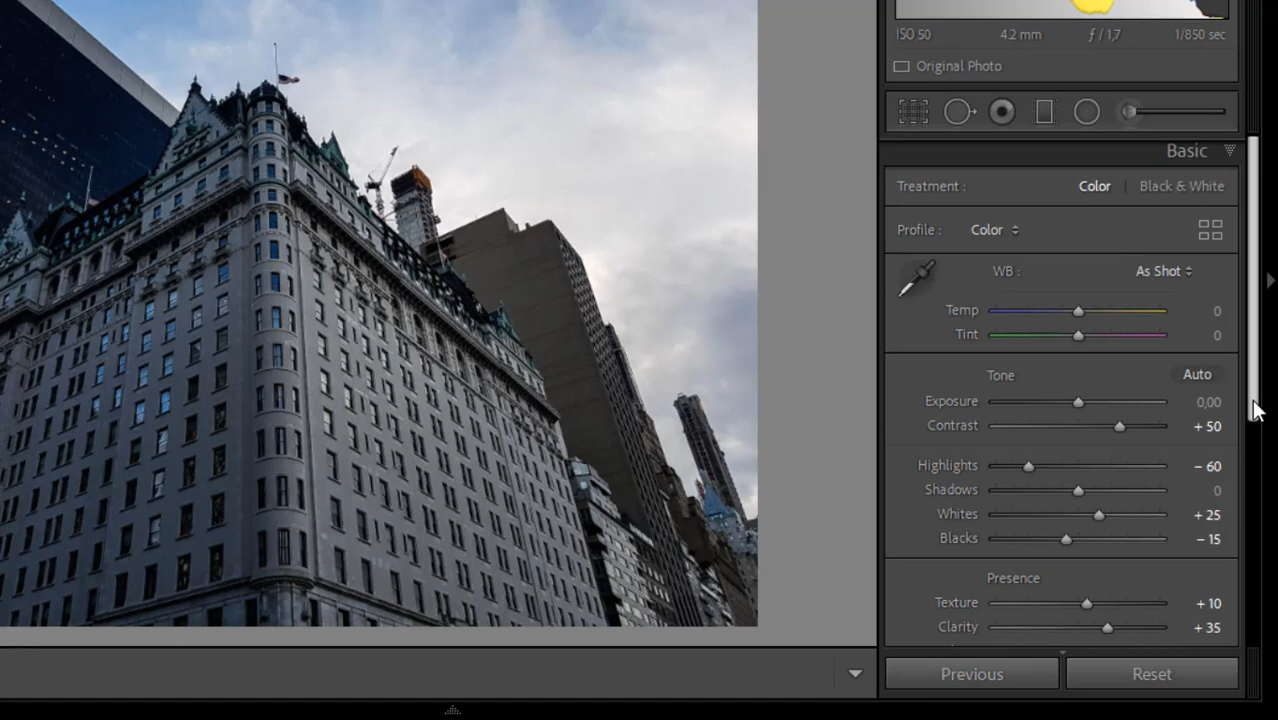 ISO 50 4.2 mm ƒ / 1,7 1/850 sec
Original Photo
Basic
Treatment : Color Black & White
Profile : Color
WB : As Shot
Temp 0
Tint 0
Tone Auto
Exposure 0,00
Contrast + 50
Highlights − 60
Shadows 0
Whites + 25
Blacks − 15
Presence
Texture + 10
Clarity + 35
Previous Reset